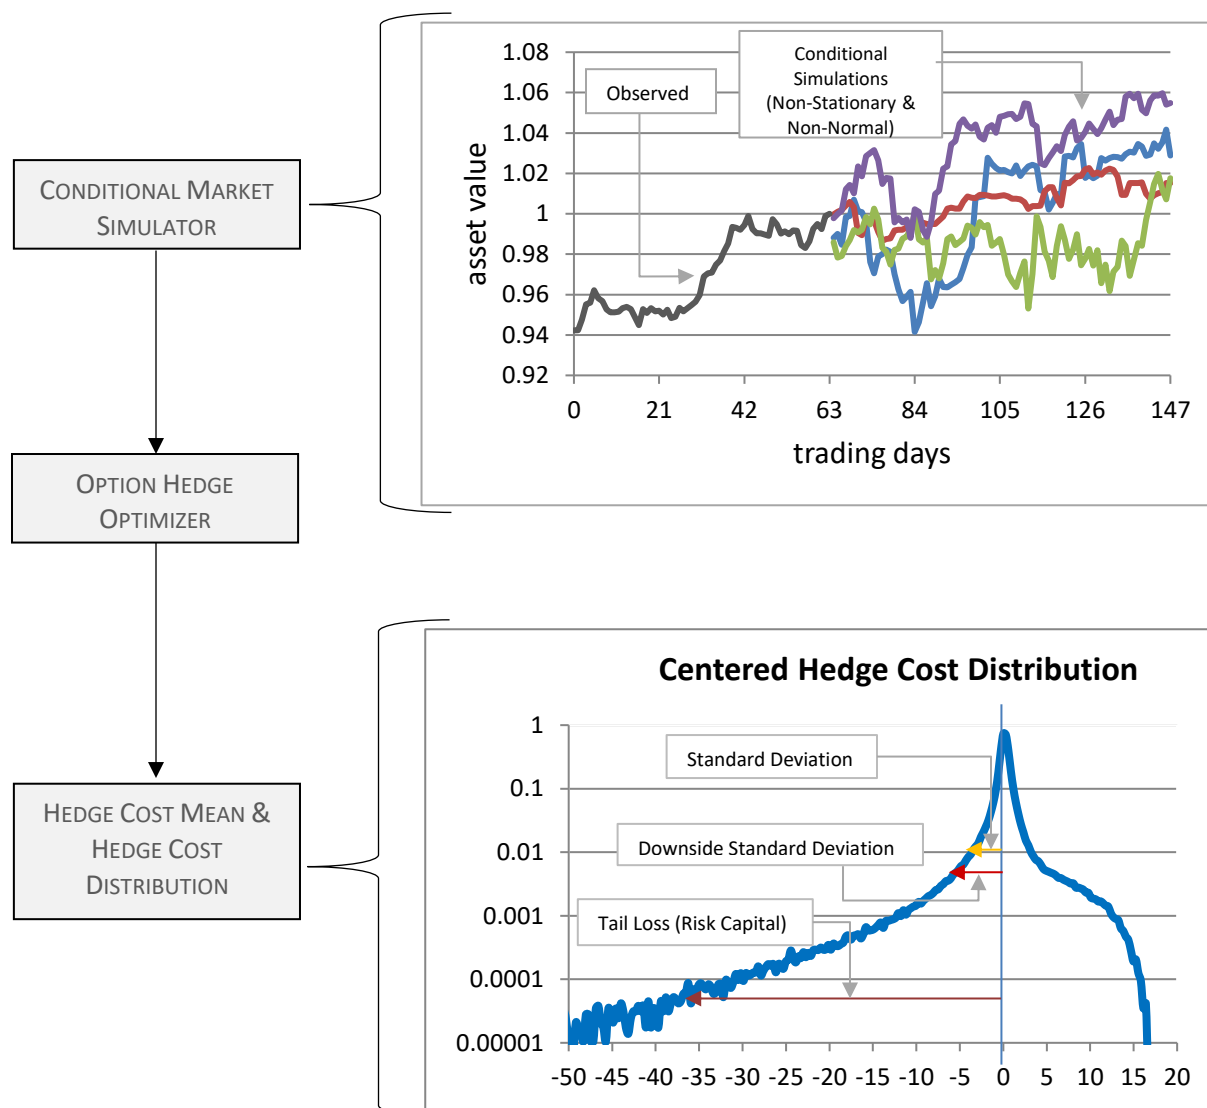 CONDITIONAL MARKET
SIMULATOR
OPTION HEDGE
OPTIMIZER
HEDGE COST MEAN &
HEDGE COST
DISTRIBUTION
1.08
1.06
1.04
1.02
1
0.98
0.96
0.94
0.92
asset value
Observed
Conditional
Simulations
(Non-Stationary &
Non-Normal)
0 21 42 63 84 105 126 147
trading days
Centered Hedge Cost Distribution
1
0.1
0.01
0.001
0.0001
0.00001
Standard Deviation
Downside Standard Deviation
Tail Loss (Risk Capital)
-50 -45 -40 -35 -30 -25 -20 -15 -10 -5 0 5 10 15 20